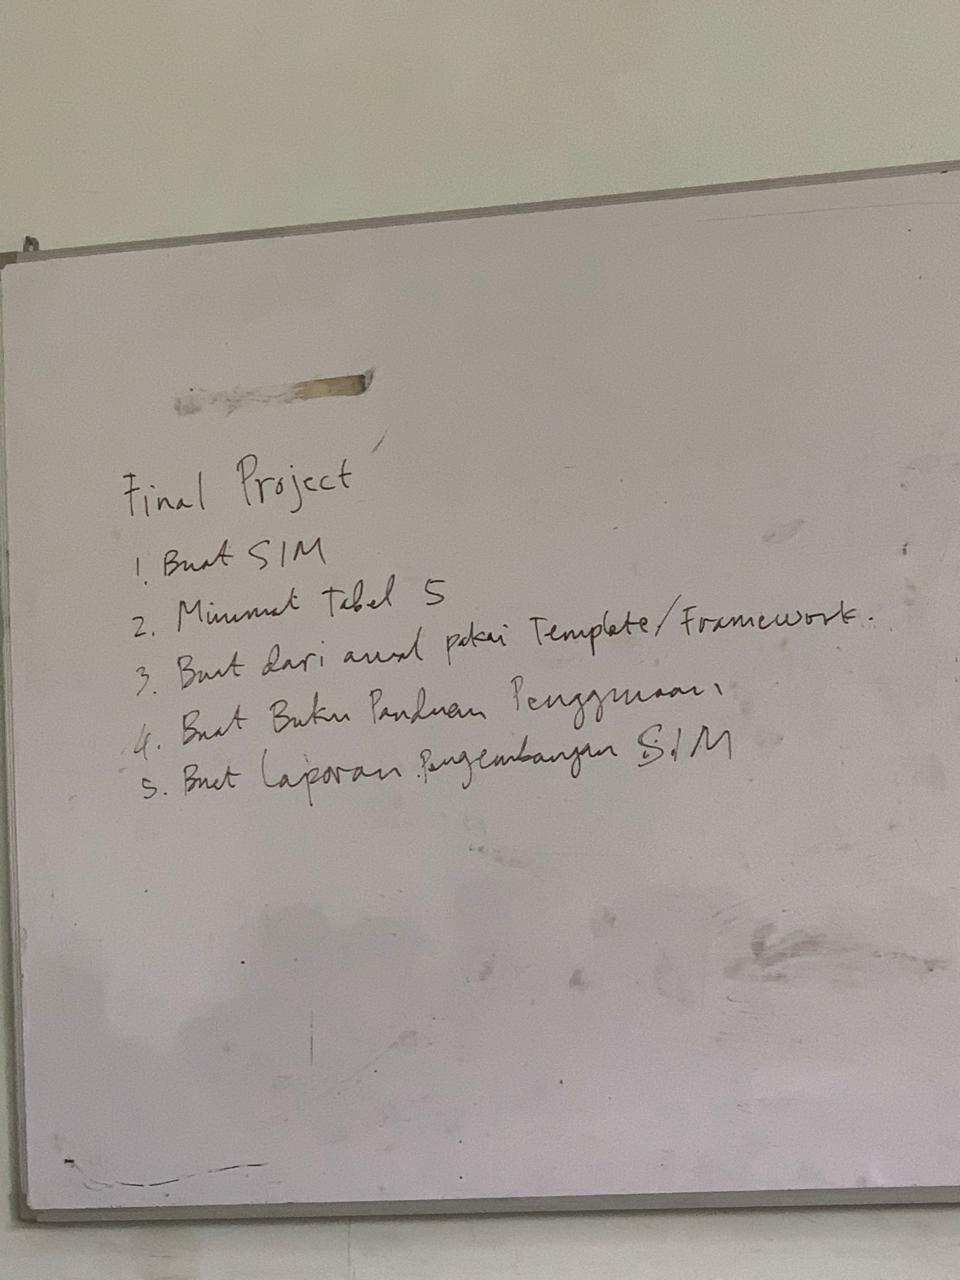 Final Project
1. Buat SIM
2. Minimal Tabel 5
3. Buat dari awal pakai Template/Framework.
4. Buat Buku Panduan Penggunaan.
5. Buat Laporan Pengembangan SIM